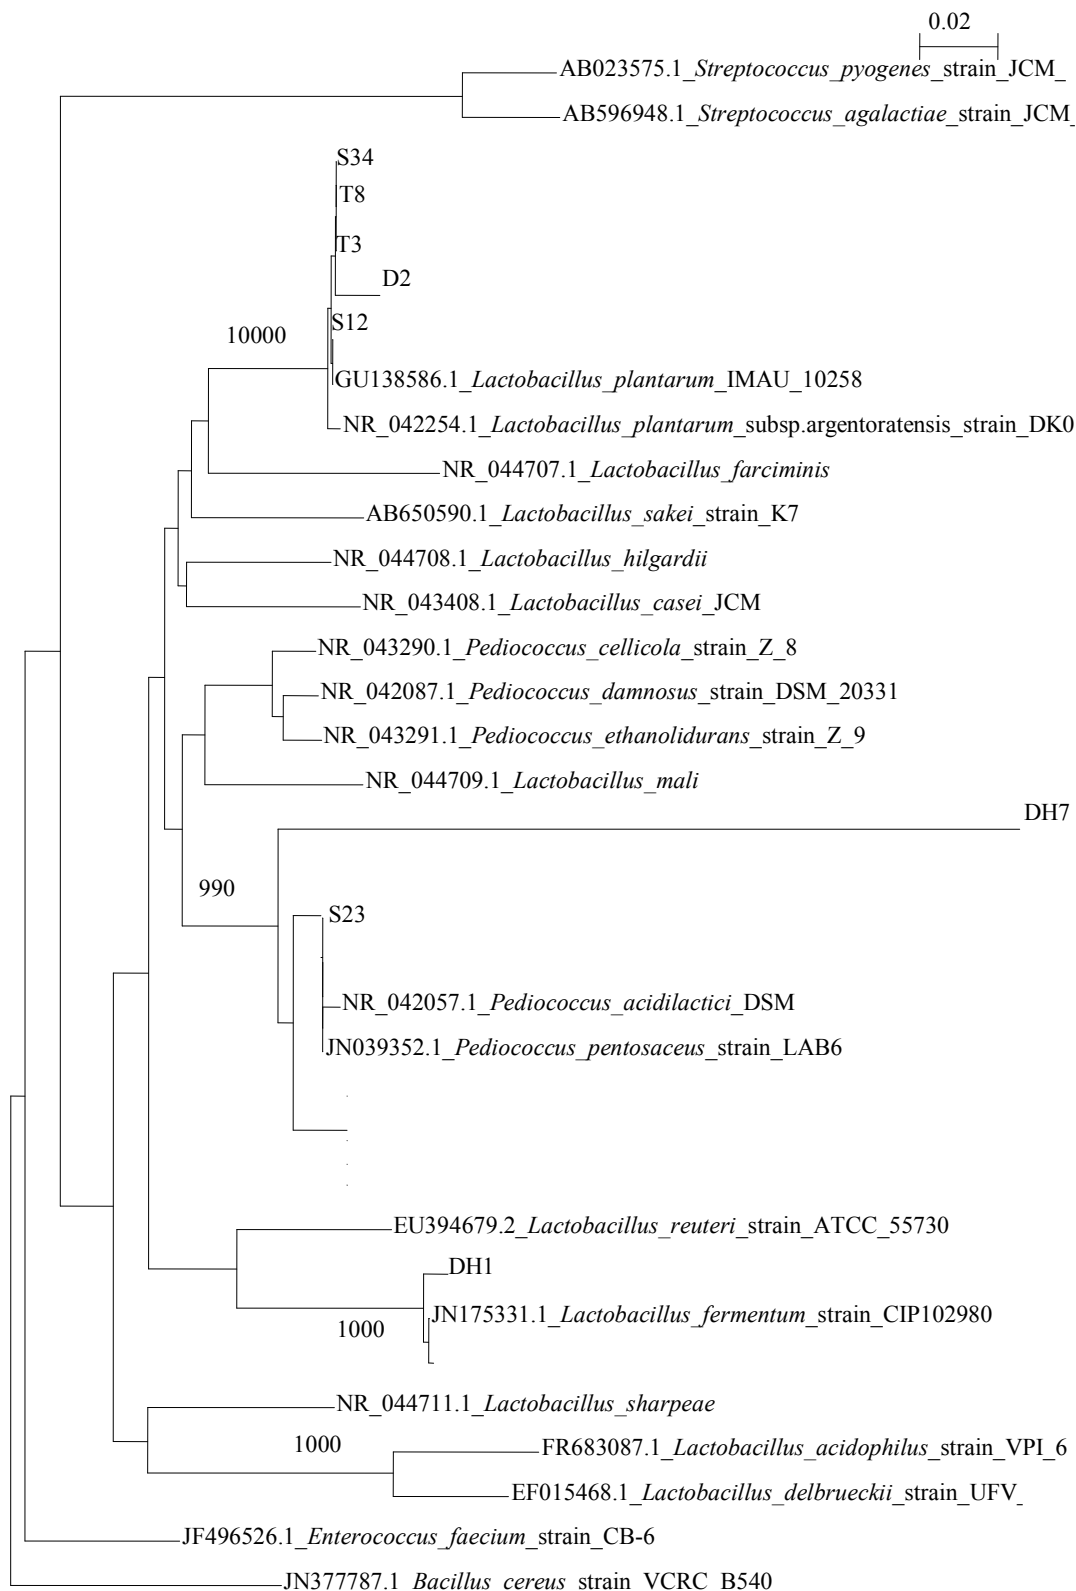 0.02
AB023575.1_Streptococcus_pyogenes_strain_JCM_
AB596948.1_Streptococcus_agalactiae_strain_JCM_
S34
T8
T3
D2
S12
10000
GU138586.1_Lactobacillus_plantarum_IMAU_10258
NR_042254.1_Lactobacillus_plantarum_subsp.argentoratensis_strain_DK0
NR_044707.1_Lactobacillus_farciminis
AB650590.1_Lactobacillus_sakei_strain_K7
NR_044708.1_Lactobacillus_hilgardii
NR_043408.1_Lactobacillus_casei_JCM
NR_043290.1_Pediococcus_cellicola_strain_Z_8
NR_042087.1_Pediococcus_damnosus_strain_DSM_20331
NR_043291.1_Pediococcus_ethanolidurans_strain_Z_9
NR_044709.1_Lactobacillus_mali
DH7
990
S23
NR_042057.1_Pediococcus_acidilactici_DSM
JN039352.1_Pediococcus_pentosaceus_strain_LAB6
EU394679.2_Lactobacillus_reuteri_strain_ATCC_55730
DH1
JN175331.1_Lactobacillus_fermentum_strain_CIP102980
1000
NR_044711.1_Lactobacillus_sharpeae
1000
FR683087.1_Lactobacillus_acidophilus_strain_VPI_6
EF015468.1_Lactobacillus_delbrueckii_strain_UFV_
JF496526.1_Enterococcus_faecium_strain_CB-6
JN377787.1_Bacillus_cereus_strain_VCRC_B540